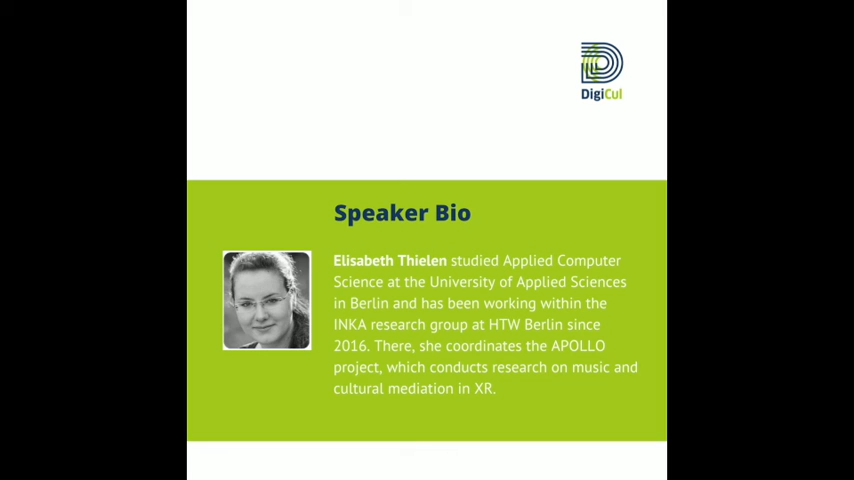 DigiCul
Speaker Bio
Elisabeth Thielen studied Applied Computer
Science at the University of Applied Sciences
in Berlin and has been working within the
INKA research group at HTW Berlin since
2016. There, she coordinates the APOLLO
project, which conducts research on music and
cultural mediation in XR.